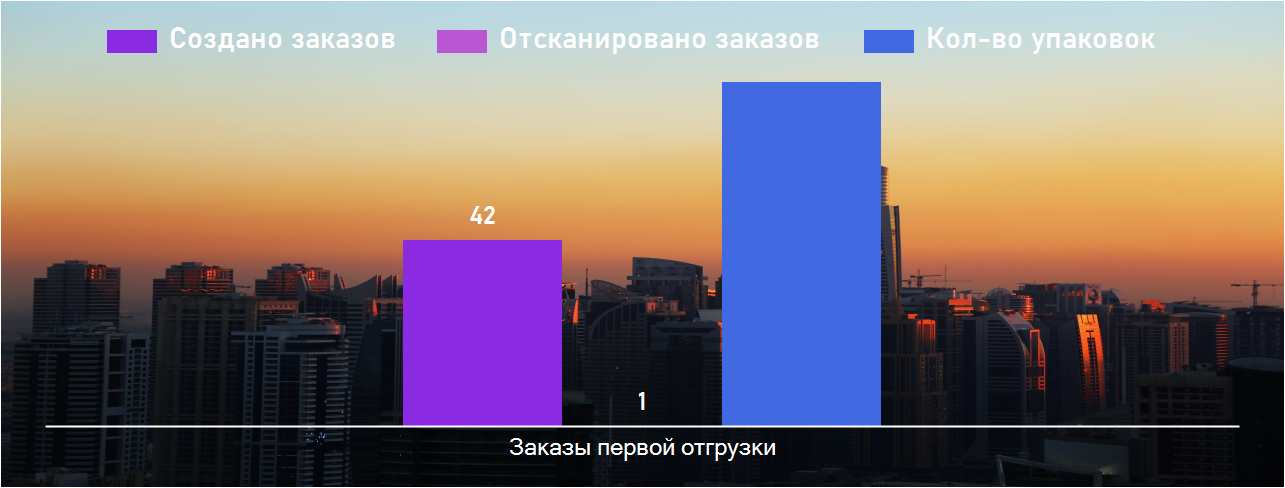 Создано заказов Отсканировано заказов Кол-во упаковок
42
1
Заказы первой отгрузки